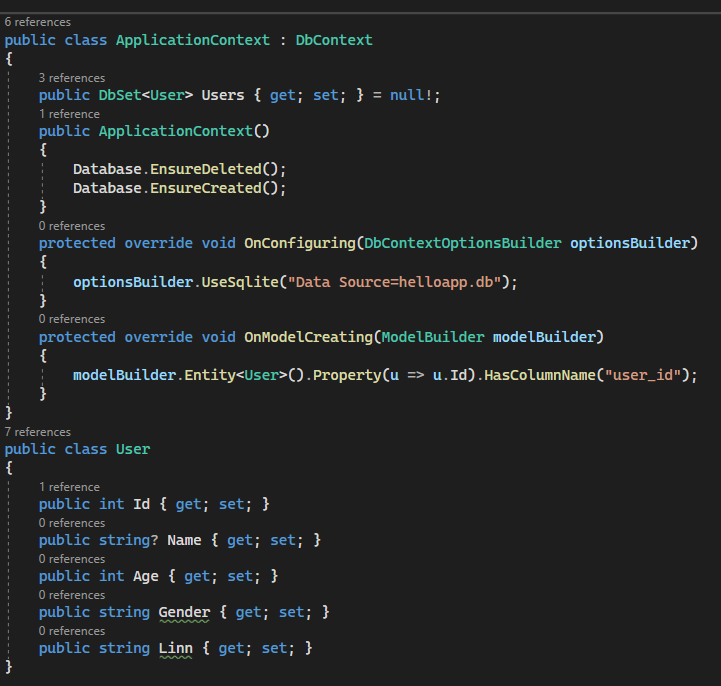 6 references
public class ApplicationContext : DbContext
{
3 references
public DbSet<User> Users { get; set; } = null!;
1 reference
public ApplicationContext()
{
Database.EnsureDeleted();
Database.EnsureCreated();
}
0 references
protected override void OnConfiguring(DbContextOptionsBuilder optionsBuilder)
{
optionsBuilder.UseSqlite("Data Source=helloapp.db");
}
0 references
protected override void OnModelCreating(ModelBuilder modelBuilder)
{
modelBuilder.Entity<User>().Property(u => u.Id).HasColumnName("user_id");
}
}
7 references
public class User
{
1 reference
public int Id { get; set; }
0 references
public string? Name { get; set; }
0 references
public int Age { get; set; }
0 references
public string Gender { get; set; }
0 references
public string Linn { get; set; }
}